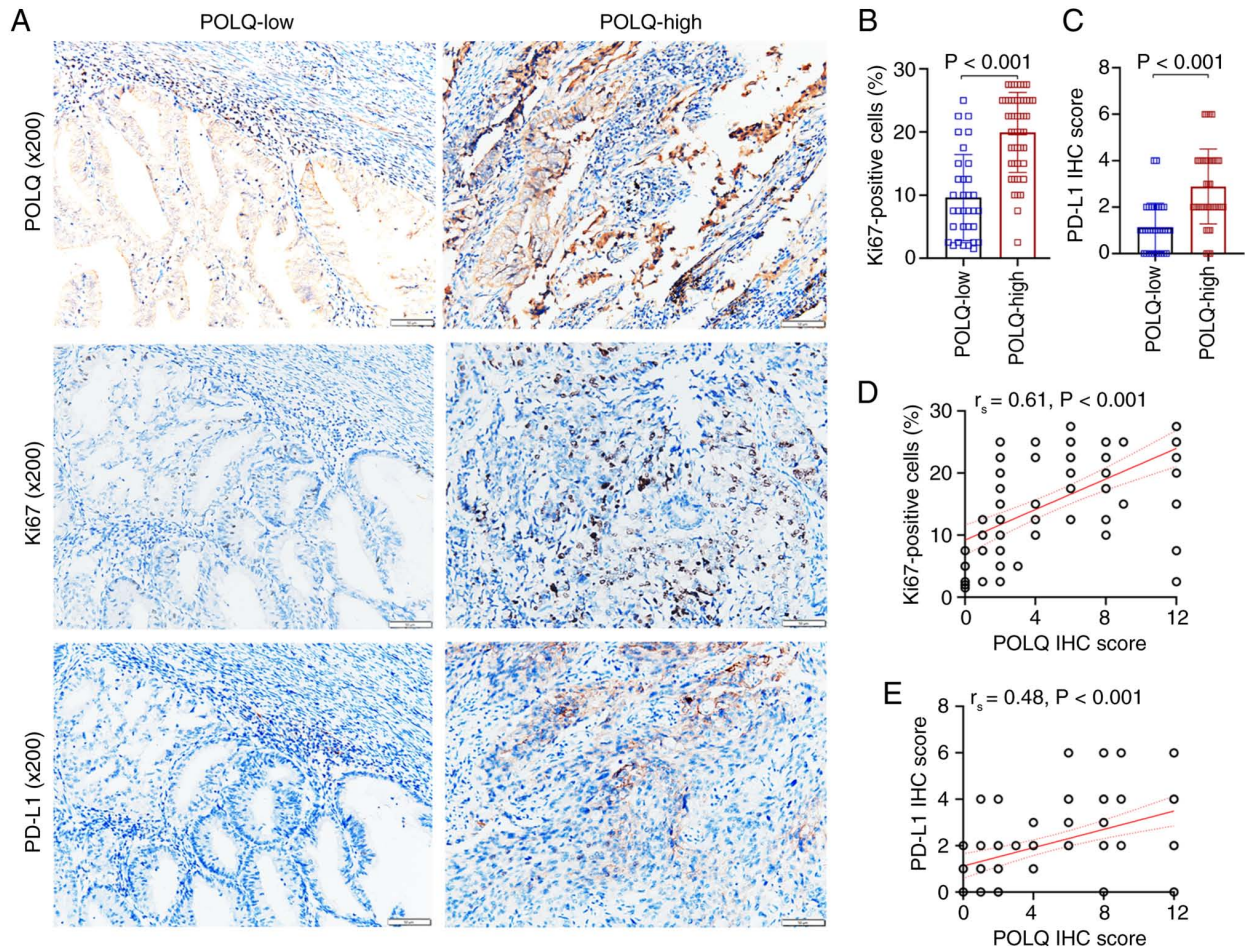 A
POLQ-low
POLQ-high
POLQ (x200)
Ki67 (x200)
PD-L1 (x200)
B
P < 0.001
Ki67-positive cells (%)
30
20
10
0
POLQ-low
POLQ-high
C
P < 0.001
PD-L1 IHC score
8
6
4
2
0
POLQ-low
POLQ-high
D
rs = 0.61, P < 0.001
Ki67-positive cells (%)
30
20
10
0
0 4 8 12
POLQ IHC score
E
rs = 0.48, P < 0.001
PD-L1 IHC score
8
6
4
2
0
0 4 8 12
POLQ IHC score